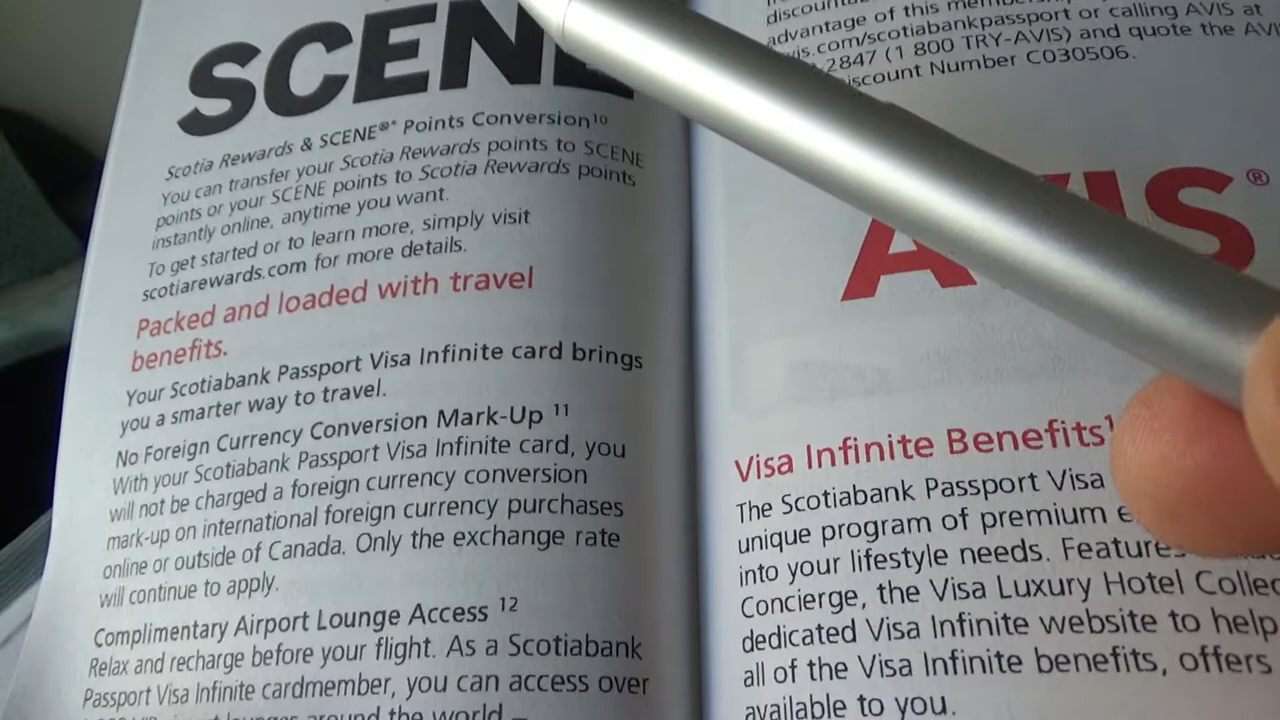 SCENE
Scotia Rewards & SCENE®* Points Conversion10
You can transfer your Scotia Rewards points to SCENE
points or your SCENE points to Scotia Rewards points
instantly online, anytime you want.
To get started or to learn more, simply visit
scotiarewards.com for more details.
Packed and loaded with travel
benefits.
Your Scotiabank Passport Visa Infinite card brings
you a smarter way to travel.
No Foreign Currency Conversion Mark-Up 11
With your Scotiabank Passport Visa Infinite card, you
will not be charged a foreign currency conversion
mark-up on international foreign currency purchases
online or outside of Canada. Only the exchange rate
will continue to apply.
Complimentary Airport Lounge Access 12
Relax and recharge before your flight. As a Scotiabank
Passport Visa Infinite cardmember, you can access over
around the world
advantage of this
.com/scotiabankpassport or calling AVIS at
2847 (1 800 TRY-AVIS) and quote the
Number C030506.
AVIS®
Visa Infinite Benefits
The Scotiabank Passport Visa
unique program of premium
into your lifestyle needs.
Concierge, the Visa Luxury Hotel
dedicated Visa Infinite website to help
all of the Visa Infinite benefits, offers
available to you.